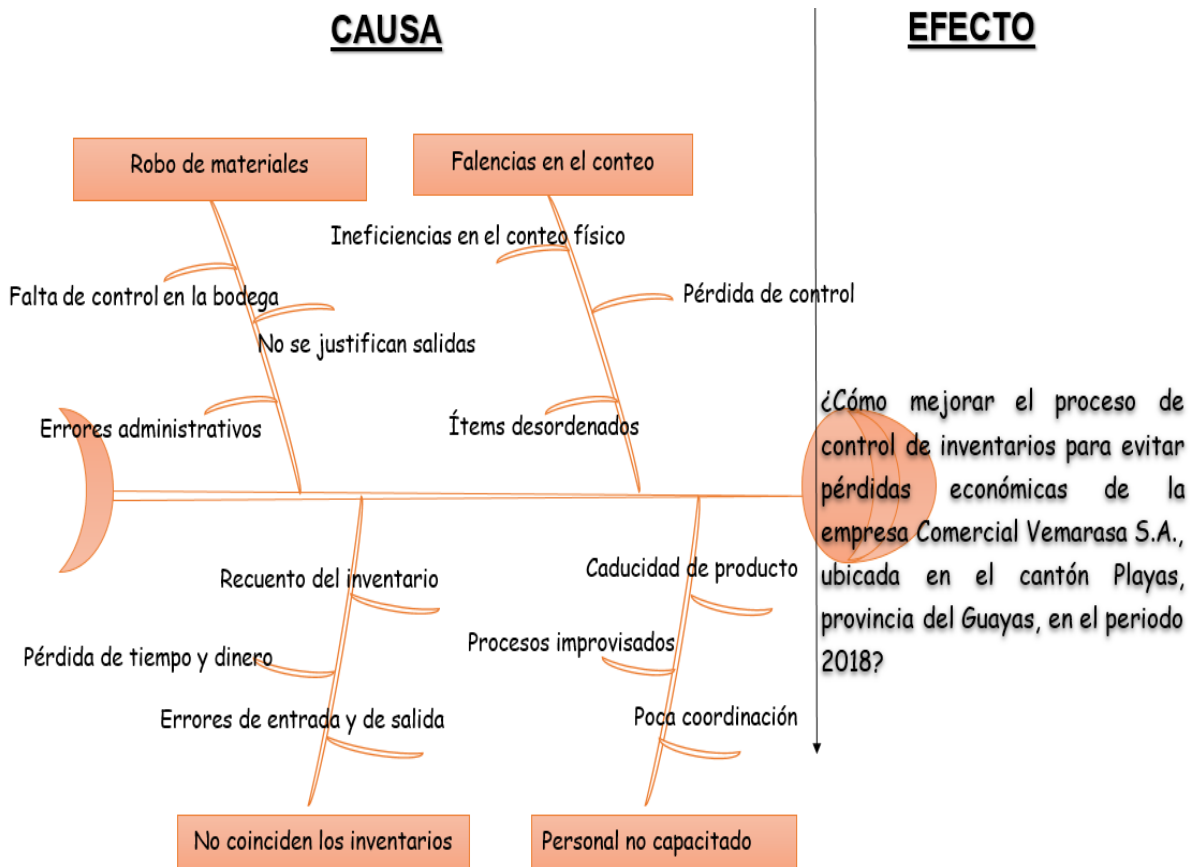 CAUSA
EFECTO
Robo de materiales
Falencias en el conteo
Ineficiencias en el conteo físico
Falta de control en la bodega
Pérdida de control
No se justifican salidas
Errores administrativos
Ítems desordenados
¿Cómo mejorar el proceso de
control de inventarios para evitar
pérdidas económicas de la
empresa Comercial Vemarasa S.A.,
ubicada en el cantón Playas,
provincia del Guayas, en el periodo
2018?
Recuento del inventario
Caducidad de producto
Pérdida de tiempo y dinero
Procesos improvisados
Errores de entrada y de salida
Poca coordinación
No coinciden los inventarios
Personal no capacitado